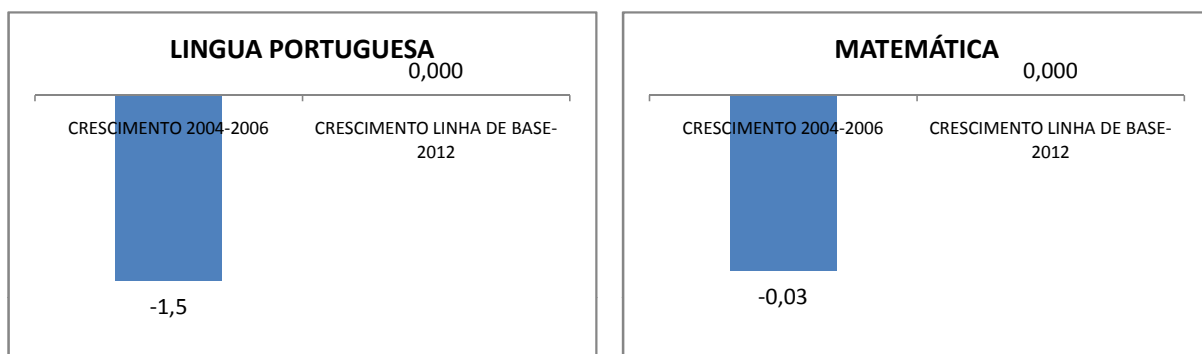 LINGUA PORTUGUESA
0,000
CRESCIMENTO 2004-2006
CRESCIMENTO LINHA DE BASE-
2012
-1,5
MATEMÁTICA
0,000
CRESCIMENTO 2004-2006
CRESCIMENTO LINHA DE BASE-
2012
-0,03